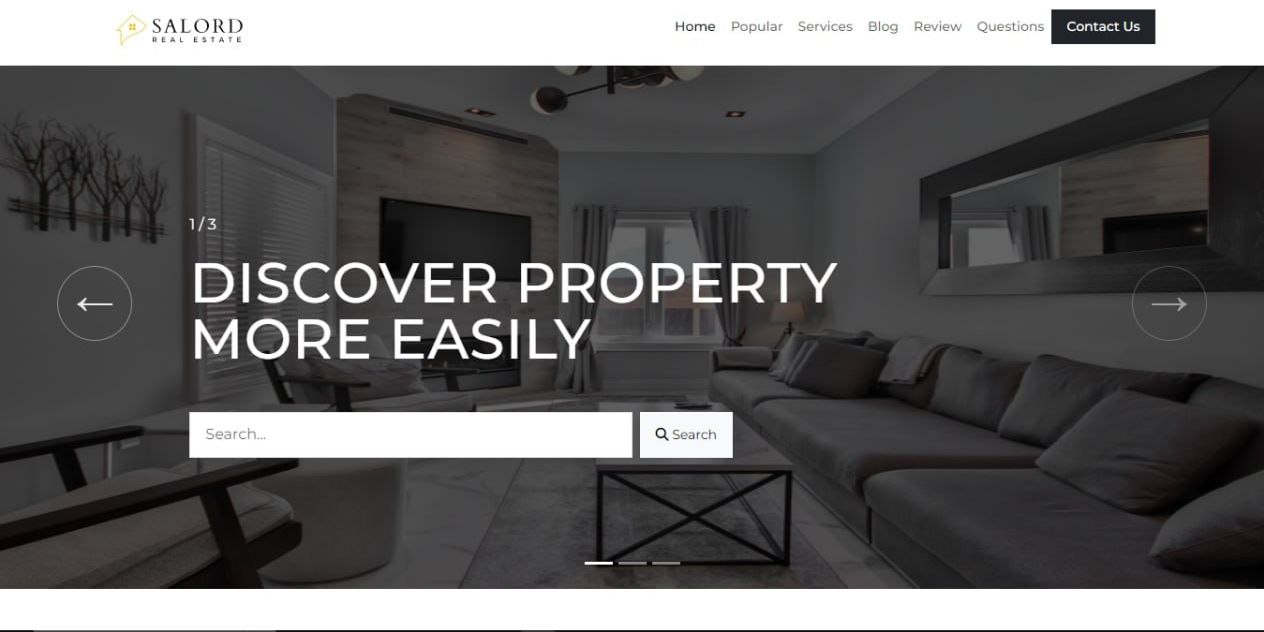 SALORD
REAL ESTATE
Home Popular Services Blog Review Questions Contact Us
1/3
DISCOVER PROPERTY
MORE EASILY
Search...
Search